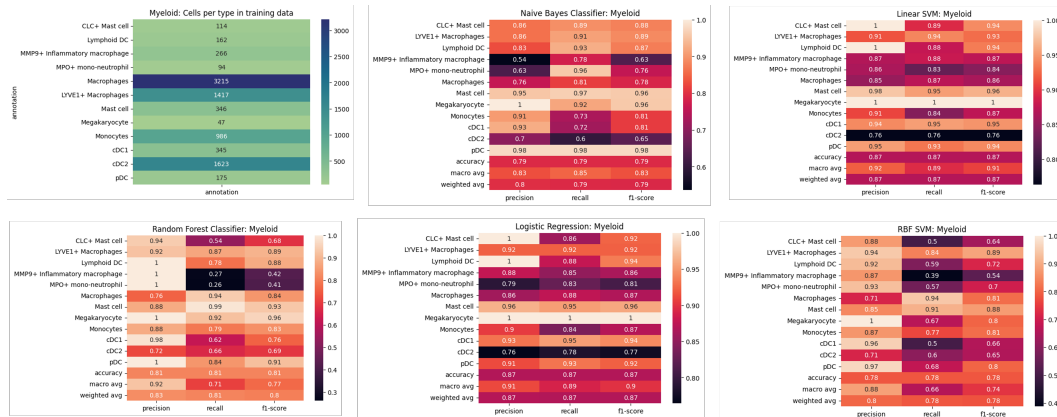 Myeloid: Cells per type in training data
annotation
CLC+ Mast cell 114
Lymphoid DC 162
MMP9+ Inflammatory macrophage 266
MPO+ mono-neutrophil 94
Macrophages 3215
LYVE1+ Macrophages 1417
Mast cell 346
Megakaryocyte 47
Monocytes 986
cDC1 345
cDC2 1623
pDC 175
annotation
3000
2500
2000
1500
1000
500
Naive Bayes Classifier: Myeloid
CLC+ Mast cell 0.86 0.89 0.88
LYVE1+ Macrophages 0.86 0.91 0.89
Lymphoid DC 0.83 0.93 0.87
MMP9+ Inflammatory macrophage 0.54 0.78 0.63
MPO+ mono-neutrophil 0.63 0.96 0.76
Macrophages 0.76 0.81 0.78
Mast cell 0.95 0.97 0.96
Megakaryocyte 1 0.92 0.96
Monocytes 0.91 0.73 0.81
cDC1 0.93 0.72 0.81
cDC2 0.7 0.6 0.65
pDC 0.98 0.98 0.98
accuracy 0.79 0.79 0.79
macro avg 0.83 0.85 0.83
weighted avg 0.8 0.79 0.79
precision recall f1-score
1.0
0.9
0.8
0.7
0.6
Linear SVM: Myeloid
CLC+ Mast cell 1 0.89 0.94
LYVE1+ Macrophages 0.91 0.94 0.93
Lymphoid DC 1 0.88 0.94
MMP9+ Inflammatory macrophage 0.87 0.88 0.87
MPO+ mono-neutrophil 0.86 0.83 0.84
Macrophages 0.85 0.87 0.86
Mast cell 0.98 0.95 0.96
Megakaryocyte 1 1 1
Monocytes 0.91 0.84 0.87
cDC1 0.94 0.95 0.95
cDC2 0.76 0.76 0.76
pDC 0.95 0.93 0.94
accuracy 0.87 0.87 0.87
macro avg 0.92 0.89 0.91
weighted avg 0.87 0.87 0.87
precision recall f1-score
1.00
0.95
0.90
0.85
0.80
Random Forest Classifier: Myeloid
CLC+ Mast cell 0.94 0.54 0.68
LYVE1+ Macrophages 0.92 0.87 0.89
Lymphoid DC 1 0.78 0.88
MMP9+ Inflammatory macrophage 1 0.27 0.42
MPO+ mono-neutrophil 1 0.26 0.41
Macrophages 0.76 0.94 0.84
Mast cell 0.88 0.99 0.93
Megakaryocyte 1 0.92 0.96
Monocytes 0.88 0.79 0.83
cDC1 0.98 0.62 0.76
cDC2 0.72 0.66 0.69
pDC 1 0.84 0.91
accuracy 0.81 0.81 0.81
macro avg 0.92 0.71 0.77
weighted avg 0.83 0.81 0.8
precision recall f1-score
1.0
0.9
0.8
0.7
0.6
0.5
0.4
0.3
Logistic Regression: Myeloid
CLC+ Mast cell 1 0.86 0.92
LYVE1+ Macrophages 0.92 0.92 0.92
Lymphoid DC 1 0.88 0.94
MMP9+ Inflammatory macrophage 0.88 0.85 0.86
MPO+ mono-neutrophil 0.79 0.83 0.81
Macrophages 0.86 0.88 0.87
Mast cell 0.96 0.95 0.96
Megakaryocyte 1 1 1
Monocytes 0.9 0.84 0.87
cDC1 0.93 0.95 0.94
cDC2 0.76 0.78 0.77
pDC 0.91 0.93 0.92
accuracy 0.87 0.87 0.87
macro avg 0.91 0.89 0.9
weighted avg 0.87 0.87 0.87
precision recall f1-score
1.00
0.95
0.90
0.85
0.80
RBF SVM: Myeloid
CLC+ Mast cell 0.88 0.5 0.64
LYVE1+ Macrophages 0.94 0.84 0.89
Lymphoid DC 0.92 0.59 0.72
MMP9+ Inflammatory macrophage 0.87 0.39 0.54
MPO+ mono-neutrophil 0.93 0.57 0.7
Macrophages 0.71 0.94 0.81
Mast cell 0.85 0.91 0.88
Megakaryocyte 1 0.67 0.8
Monocytes 0.87 0.77 0.81
cDC1 0.96 0.5 0.66
cDC2 0.71 0.6 0.65
pDC 0.97 0.68 0.8
accuracy 0.78 0.78 0.78
macro avg 0.88 0.66 0.74
weighted avg 0.8 0.78 0.78
precision recall f1-score
1.0
0.9
0.8
0.7
0.6
0.5
0.4